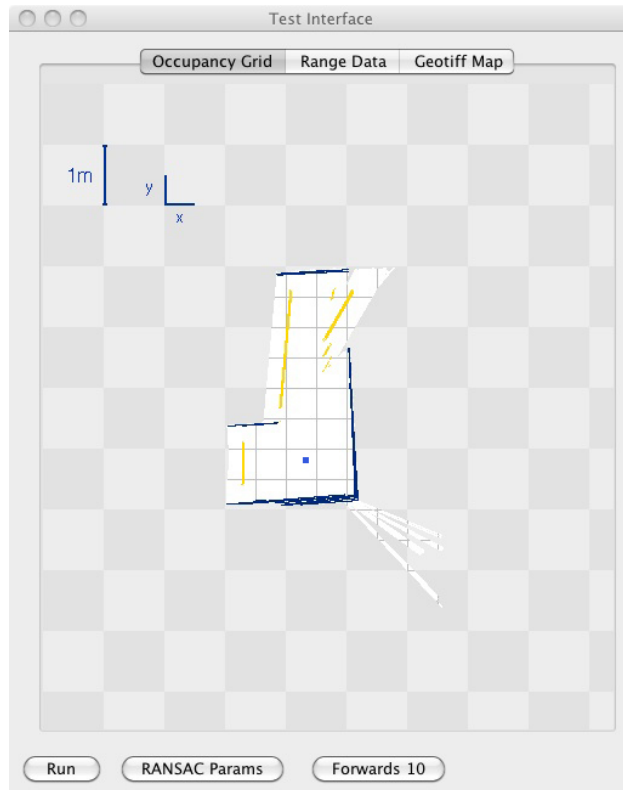 Test Interface
Occupancy Grid Range Data Geotiff Map
1m
y
x
Run RANSAC Params Forwards 10